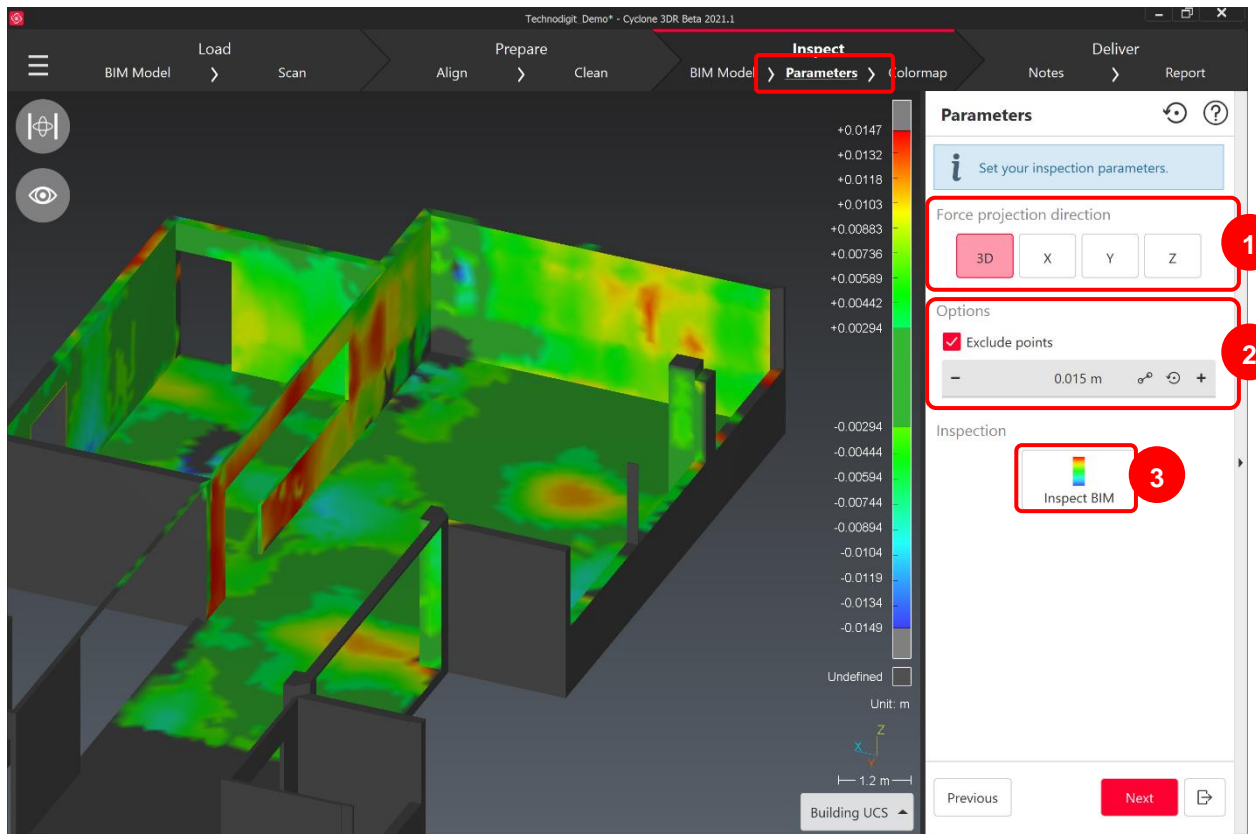 Technodigit_Demo* - Cyclone 3DR Beta 2021.1
Load
Prepare
Inspect
Deliver
BIM Model
Scan
Align
Clean
BIM Model
Parameters
Colormap
Notes
Report
+0.0147
+0.0132
+0.0118
+0.0103
+0.00883
+0.00736
+0.00589
+0.00442
+0.00294
-0.00294
-0.00444
-0.00594
-0.00744
-0.00894
-0.0104
-0.0119
-0.0134
-0.0149
Undefined
Unit: m
Z
X
Y
1.2 m
Building UCS
Parameters
?
i Set your inspection parameters.
Force projection direction
3D X Y Z
1
Options
Exclude points
2
- 0.015 m +
Inspection
Inspect BIM
3
Previous
Next